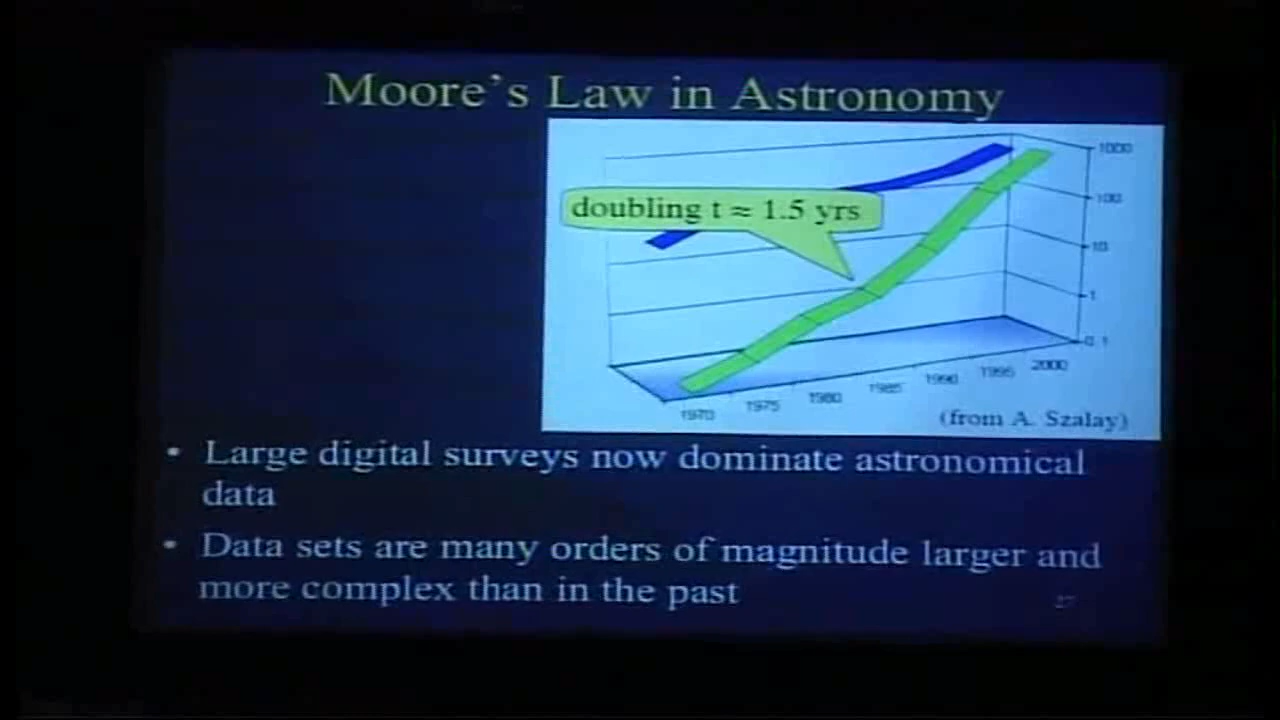 Moore's Law in Astronomy
1000
doubling t ≈ 1.5 yrs
100
10
1
0.1
1970 1975 1980 1985 1990 1995 2000
(from A. Szalay)
• Large digital surveys now dominate astronomical
data
• Data sets are many orders of magnitude larger and
more complex than in the past
27